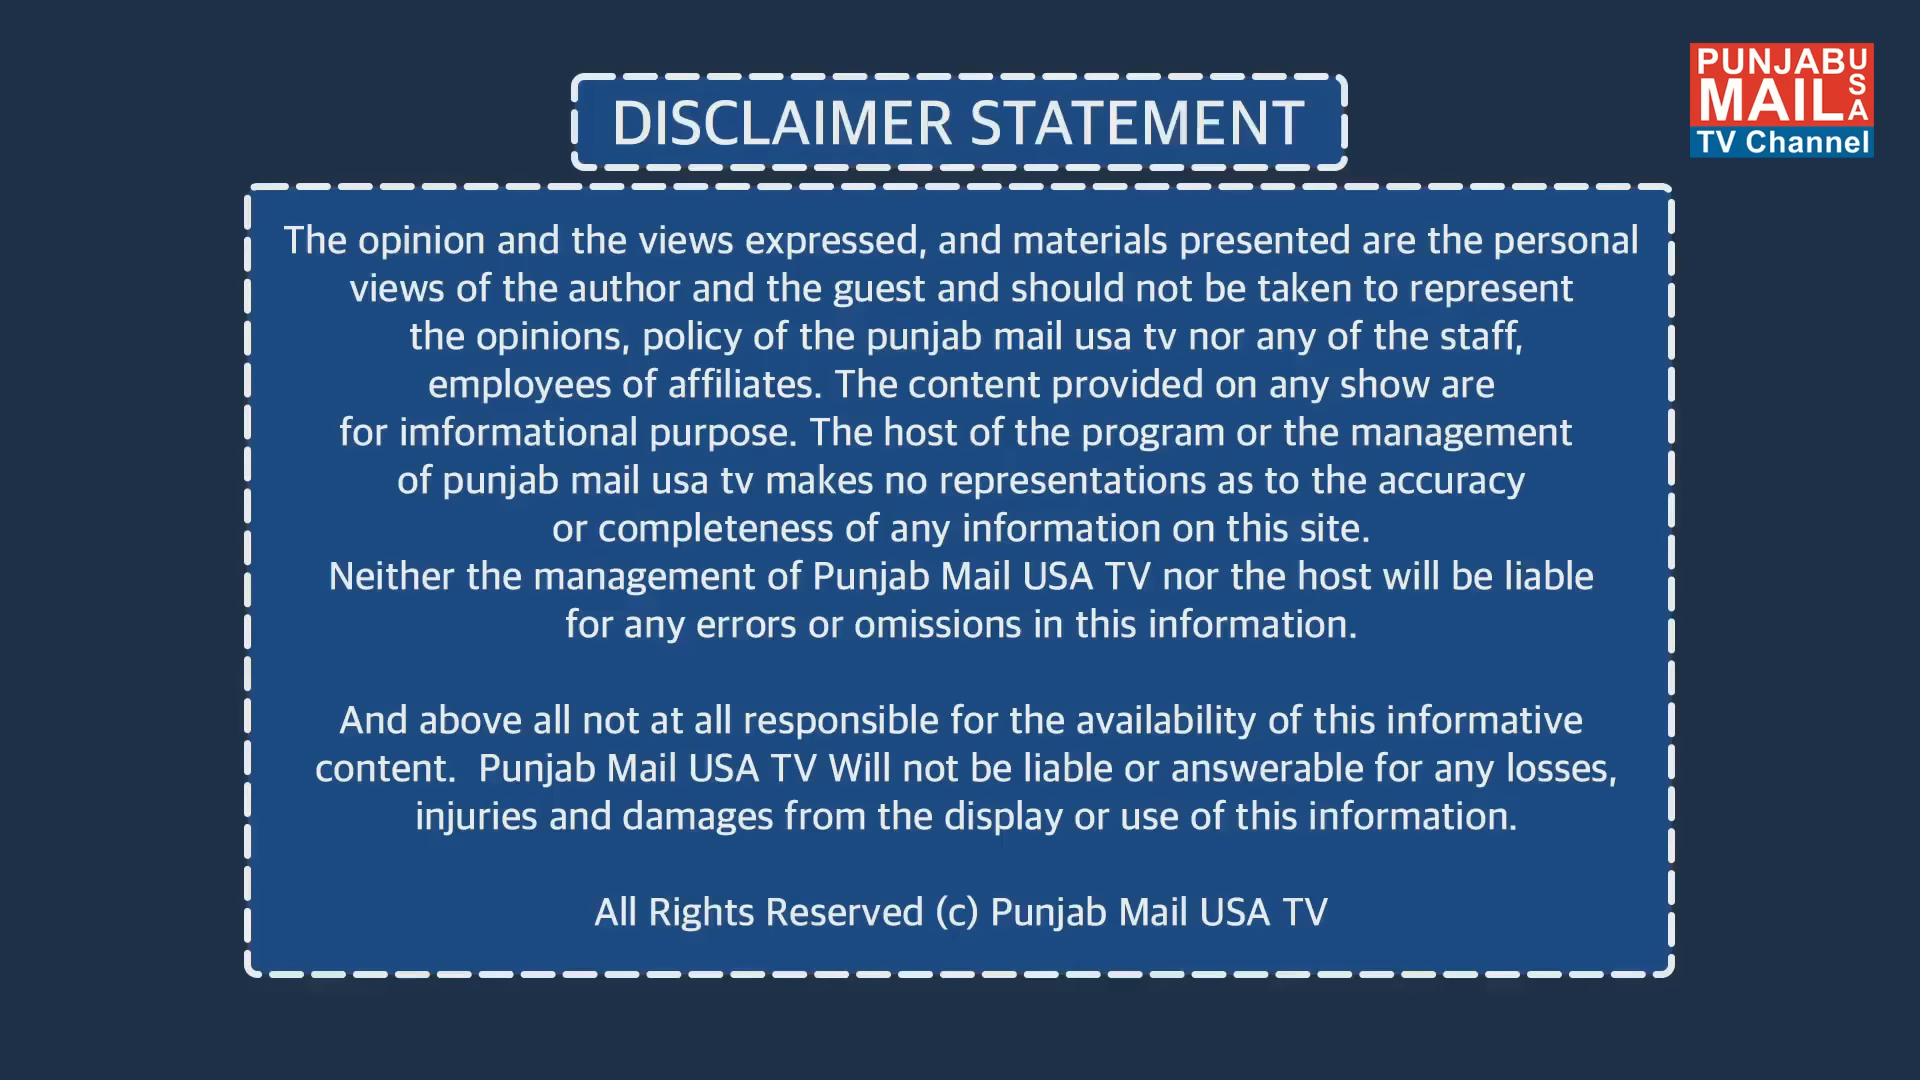 DISCLAIMER STATEMENT
PUNJAB USA
MAIL
TV Channel
The opinion and the views expressed, and materials presented are the personal
views of the author and the guest and should not be taken to represent
the opinions, policy of the punjab mail usa tv nor any of the staff,
employees of affiliates. The content provided on any show are
for imformational purpose. The host of the program or the management
of punjab mail usa tv makes no representations as to the accuracy
or completeness of any information on this site.
Neither the management of Punjab Mail USA TV nor the host will be liable
for any errors or omissions in this information.
And above all not at all responsible for the availability of this informative
content.  Punjab Mail USA TV Will not be liable or answerable for any losses,
injuries and damages from the display or use of this information.
All Rights Reserved (c) Punjab Mail USA TV